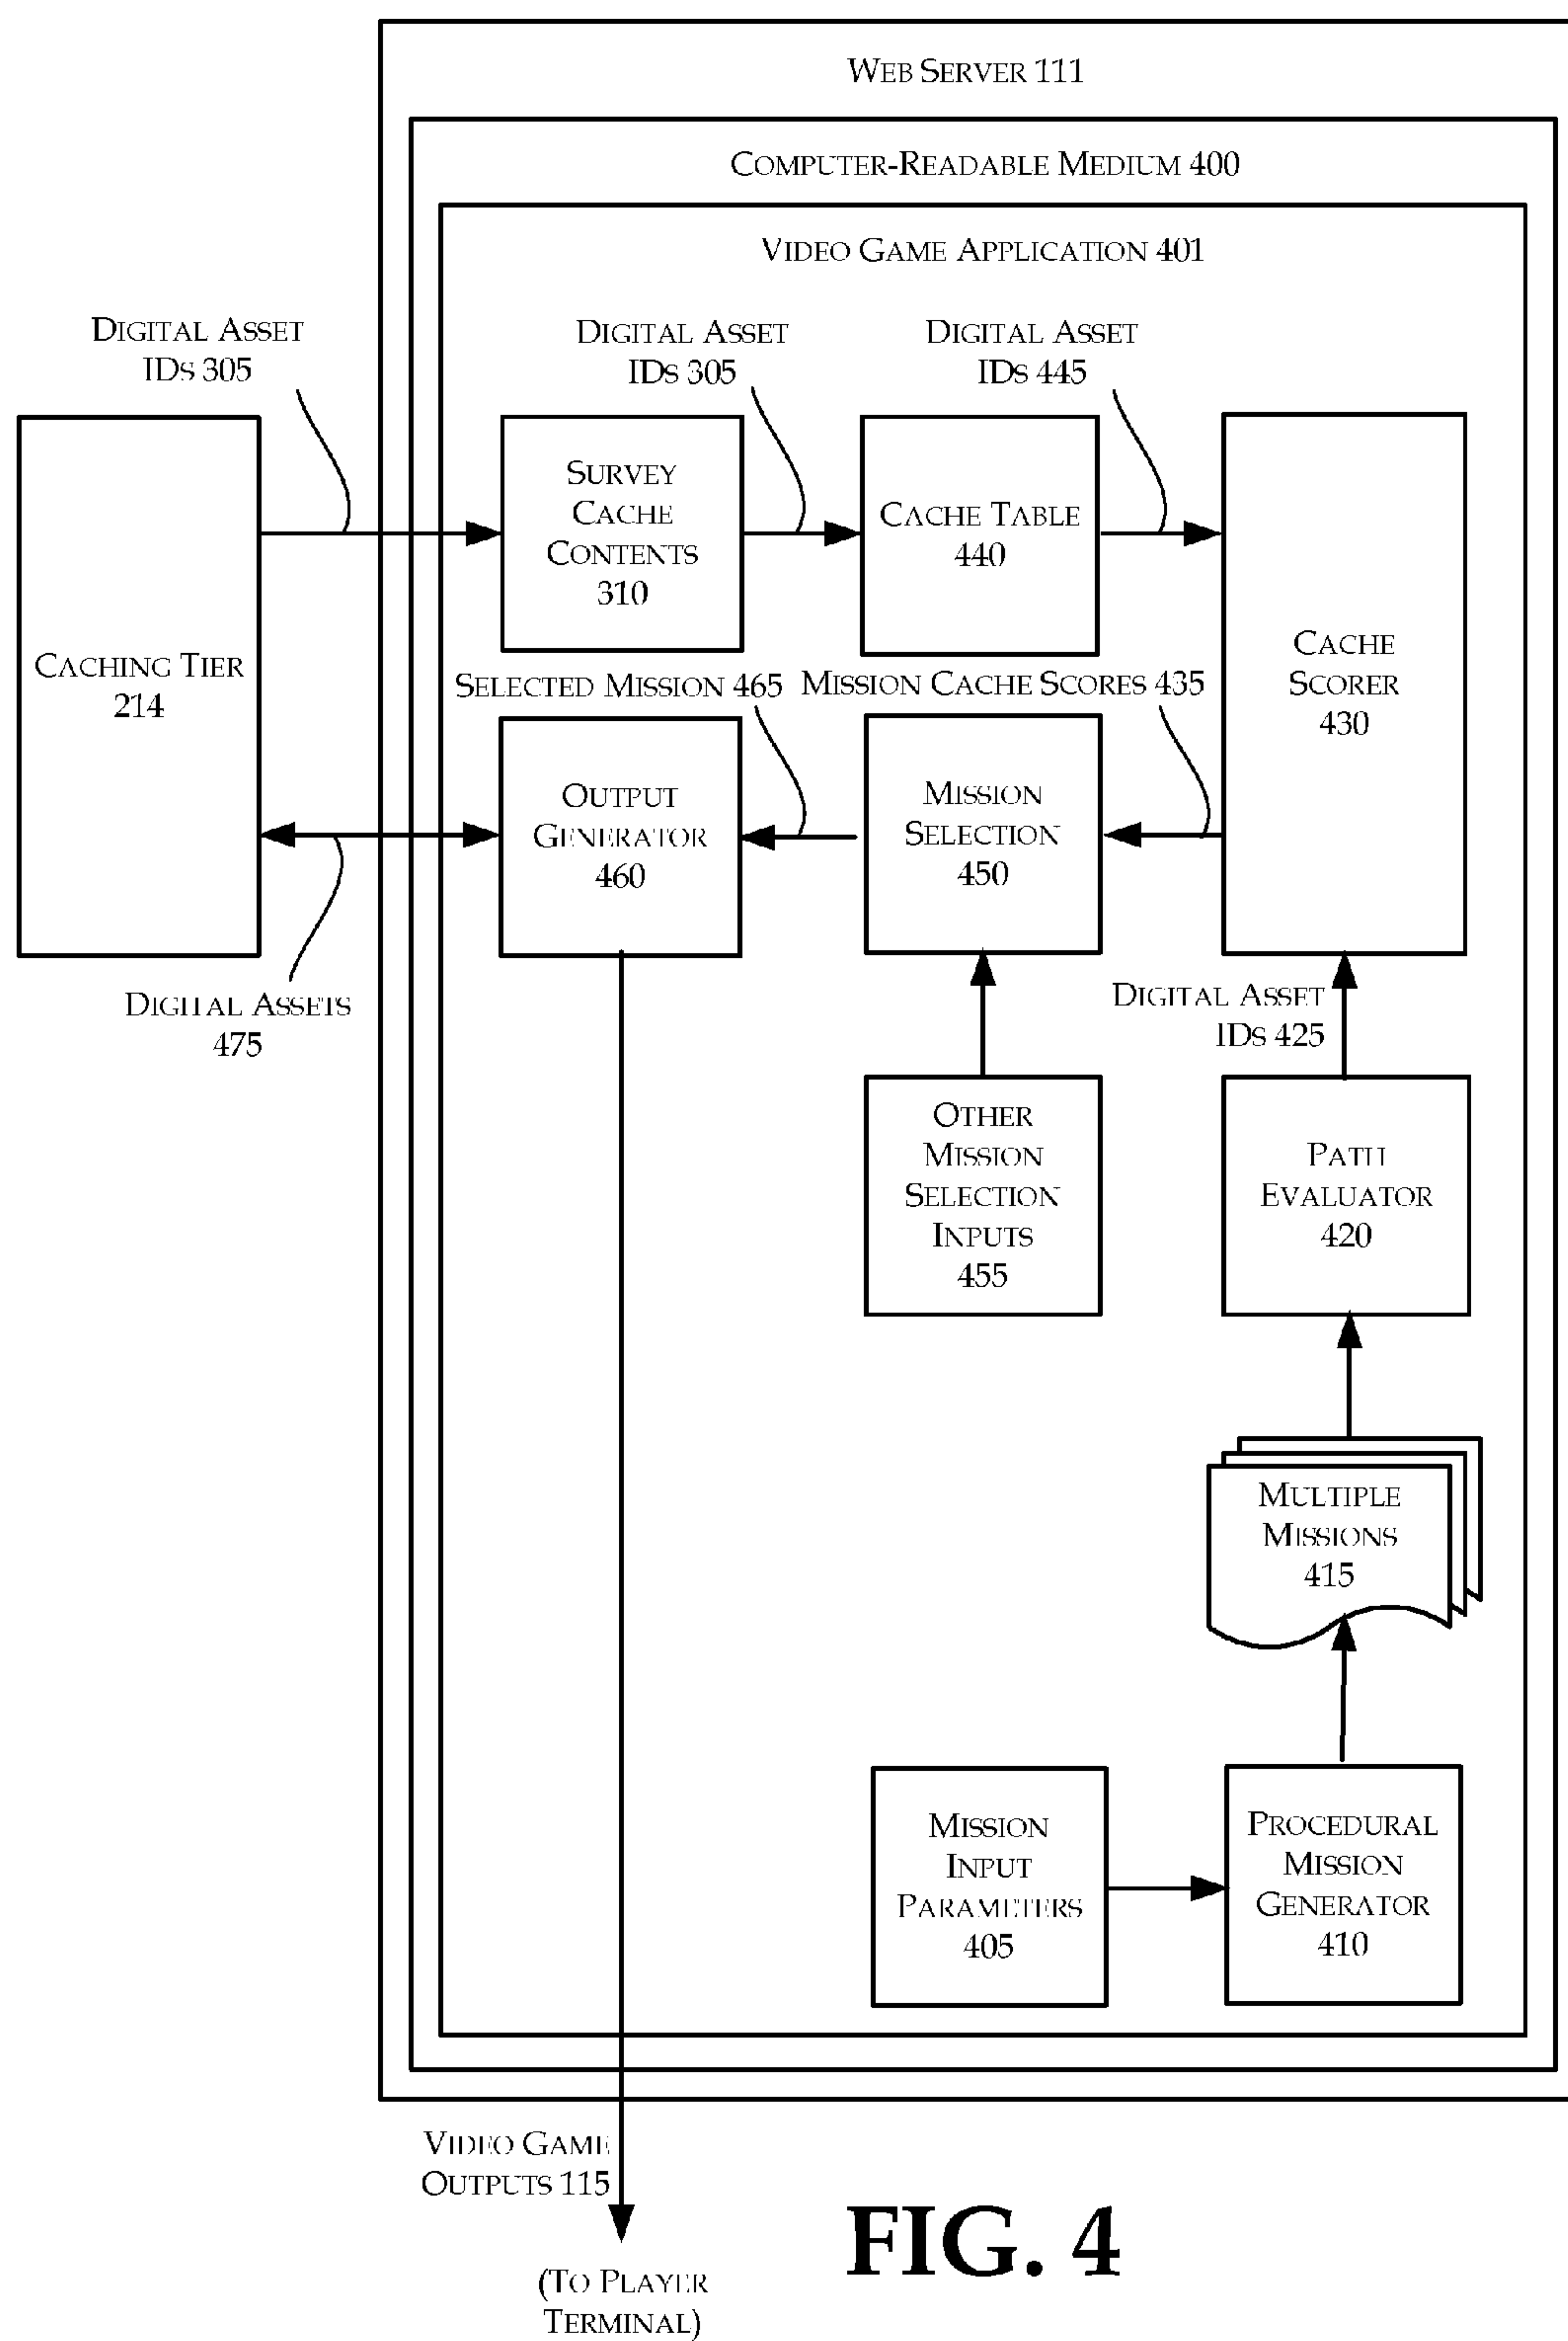 WEB SERVER 111
COMPUTER-READABLE MEDIUM 400
VIDEO GAME APPLICATION 401
DIGITAL ASSET
IDS 305
DIGITAL ASSET
IDS 305
DIGITAL ASSET
IDS 445
SURVEY
CACHE
CONTENTS
310
CACHE TABLE
440
CACHE
SCORER
430
CACHING TIER
214
SELECTED MISSION 465
MISSION CACHE SCORES 435
OUTPUT
GENERATOR
460
MISSION
SELECTION
450
DIGITAL ASSETS
475
DIGITAL ASSET
IDS 425
OTHER
MISSION
SELECTION
INPUTS
455
PATH
EVALUATOR
420
MULTIPLE
MISSIONS
415
MISSION
INPUT
PARAMETERS
405
PROCEDURAL
MISSION
GENERATOR
410
VIDEO GAME
OUTPUTS 115
(TO PLAYER
TERMINAL)
FIG. 4